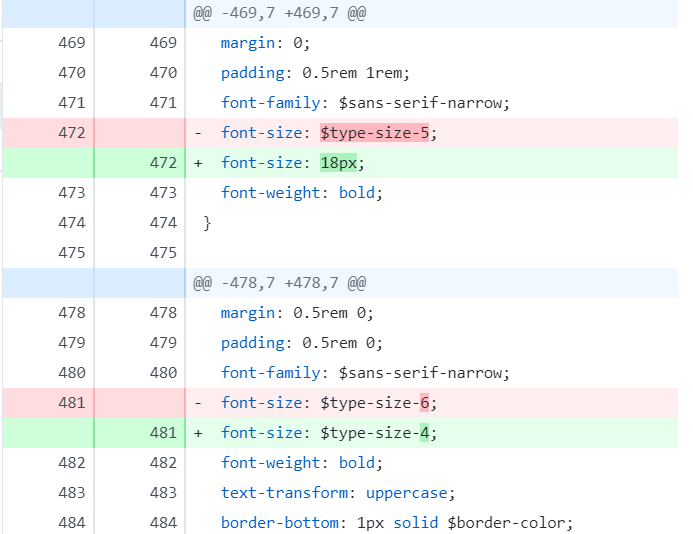 @@ -469,7 +469,7 @@
469 469 margin: 0;
470 470 padding: 0.5rem 1rem;
471 471 font-family: $sans-serif-narrow;
472 - font-size: $type-size-5;
472 + font-size: 18px;
473 473 font-weight: bold;
474 474 }
475 475
@@ -478,7 +478,7 @@
478 478 margin: 0.5rem 0;
479 479 padding: 0.5rem 0;
480 480 font-family: $sans-serif-narrow;
481 - font-size: $type-size-6;
481 + font-size: $type-size-4;
482 482 font-weight: bold;
483 483 text-transform: uppercase;
484 484 border-bottom: 1px solid $border-color;